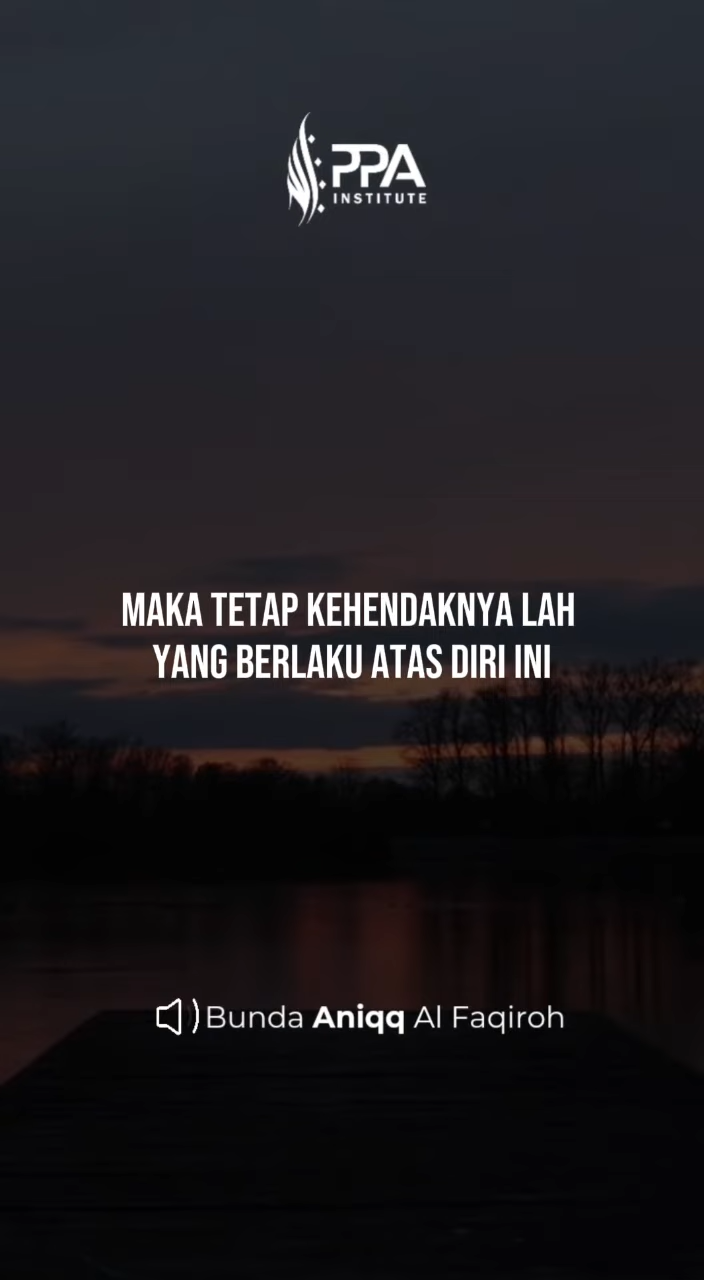 PPA
INSTITUTE
MAKA TETAP KEHENDAKNYA LAH
YANG BERLAKU ATAS DIRI INI
Bunda Aniqq Al Faqiroh